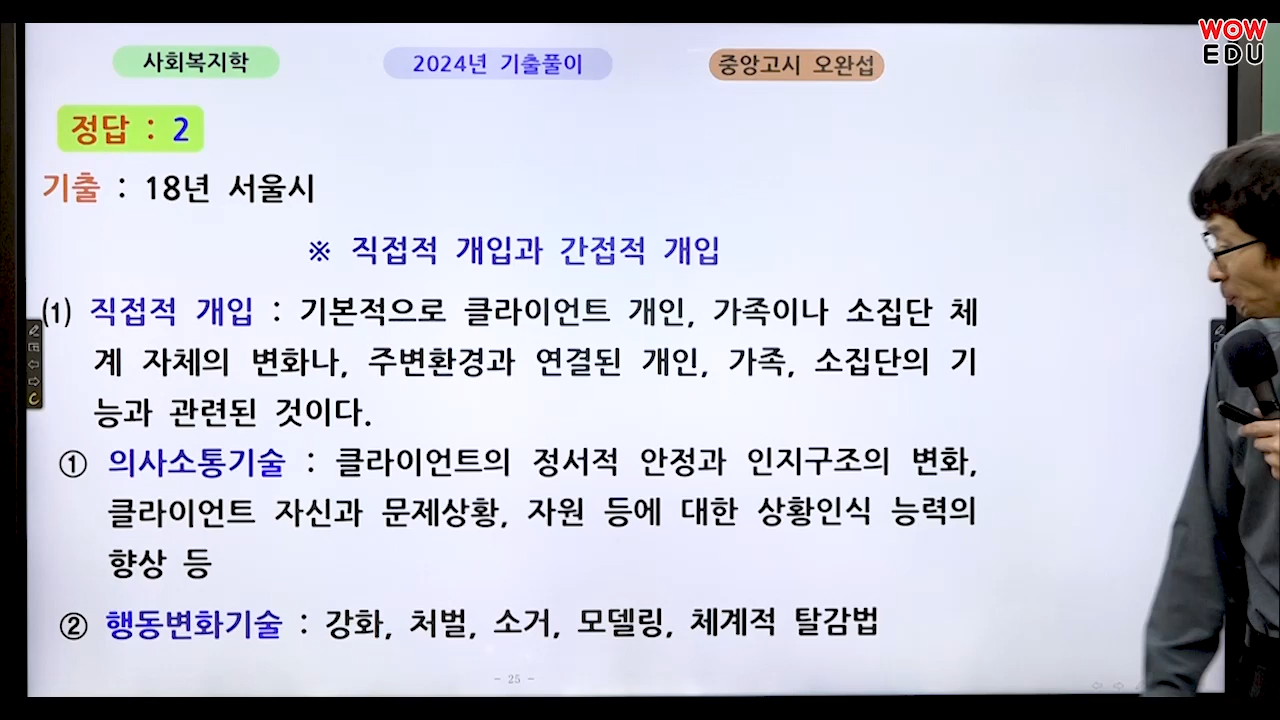 WOW
EDU
사회복지학 2024년 기출풀이 중앙고시 오완섭
정답 : 2
기출 : 18년 서울시
※ 직접적 개입과 간접적 개입
(1) 직접적 개입 : 기본적으로 클라이언트 개인, 가족이나 소집단 체
계 자체의 변화나, 주변환경과 연결된 개인, 가족, 소집단의 기
능과 관련된 것이다.
① 의사소통기술 : 클라이언트의 정서적 안정과 인지구조의 변화,
클라이언트 자신과 문제상황, 자원 등에 대한 상황인식 능력의
향상 등
② 행동변화기술 : 강화, 처벌, 소거, 모델링, 체계적 탈감법
- 25 -